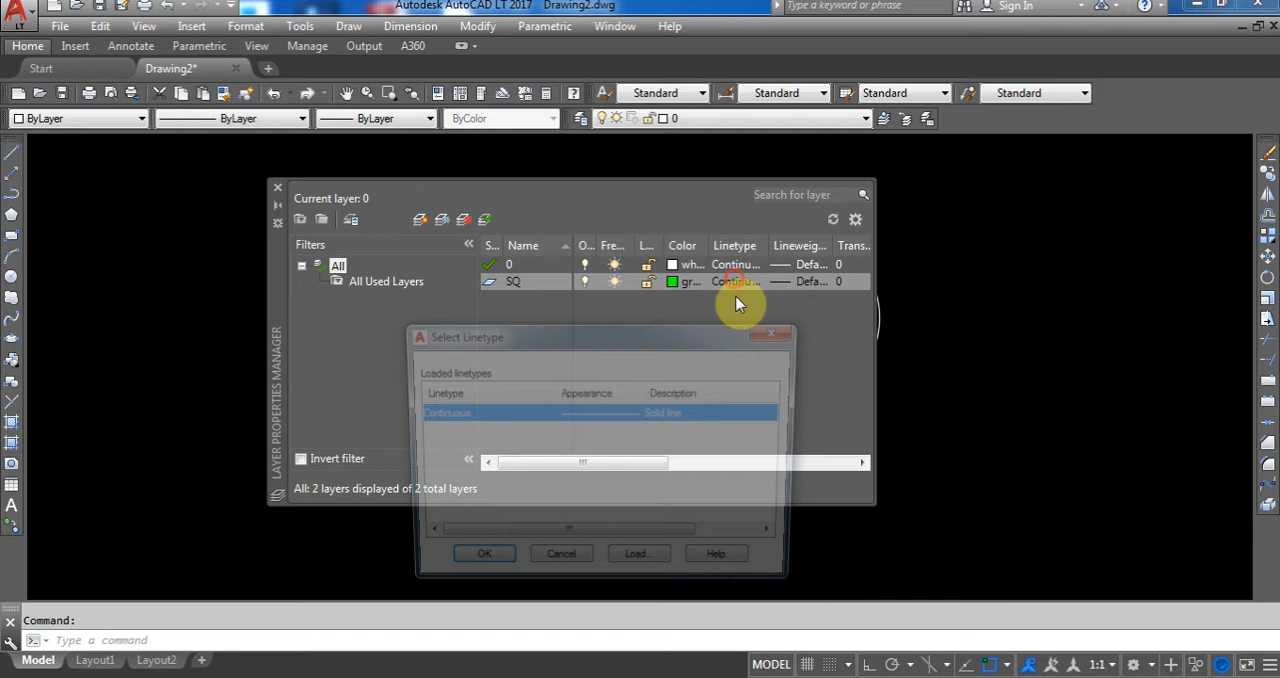 Autodesk AutoCAD LT 2017 Drawing2.dwg
Type a keyword or phrase
Sign In
LT
File Edit View Insert Format Tools Draw Dimension Modify Parametric Window Help
Home Insert Annotate Parametric View Manage Output A360
Start Drawing2*
Standard Standard Standard Standard
ByLayer ByLayer ByLayer ByColor 0
Current layer: 0
Search for layer
Filters
S... Name O... Fre... L... Color Linetype Lineweig... Trans..
All
0 wh... Continu... Defa... 0
All Used Layers
SQ gr... Continu... Defa... 0
Select Linetype
Loaded linetypes
Linetype Appearance Description
Continuous Solid line
Invert filter
All: 2 layers displayed of 2 total layers
LAYER PROPERTIES MANAGER
OK Cancel Load... Help
Command:
Type a command
Model Layout1 Layout2 +
MODEL 1:1